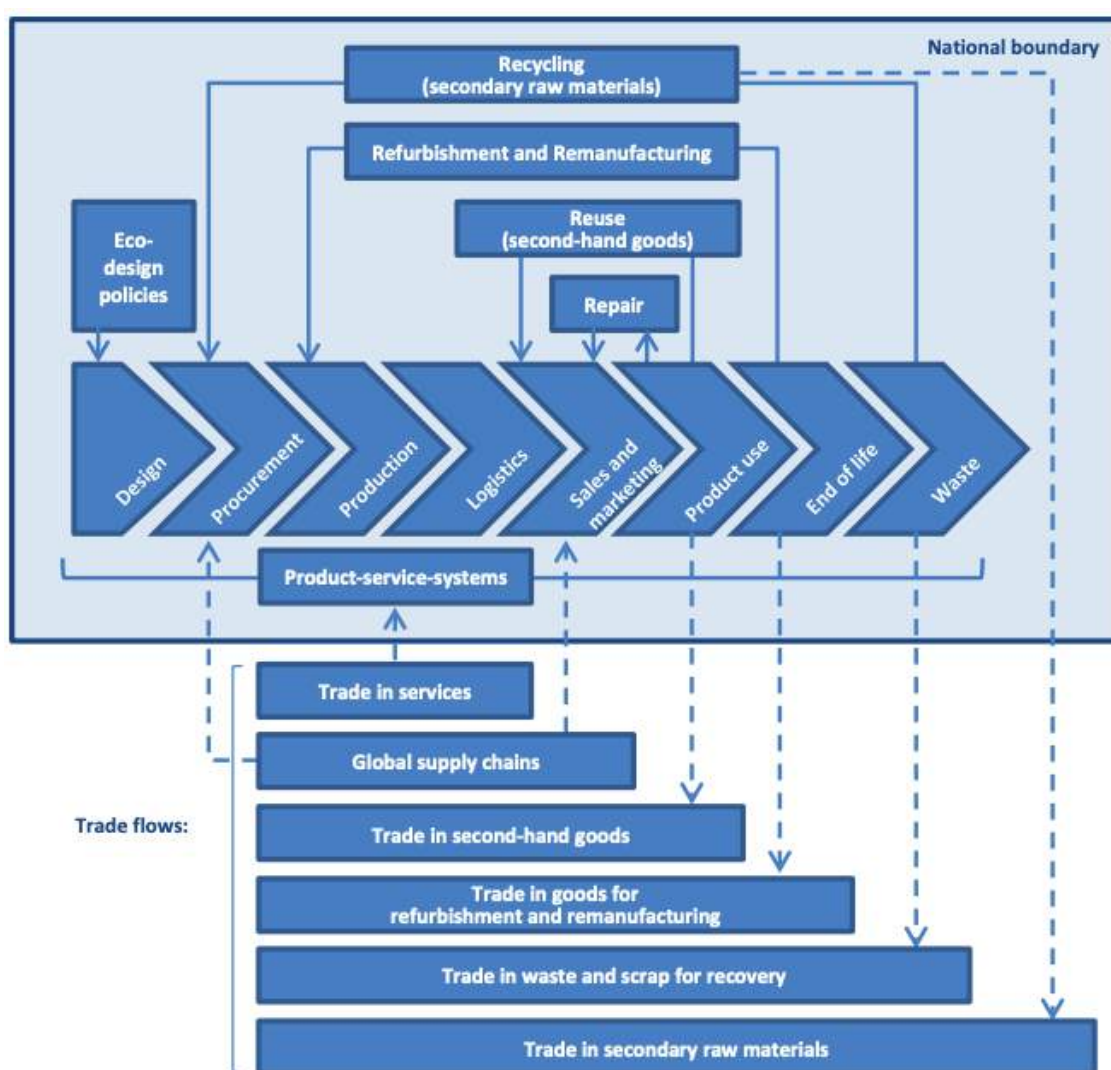 National boundary
Recycling
(secondary raw materials)
Refurbishment and Remanufacturing
Reuse
(second-hand goods)
Eco-
design
policies
Repair
Design
Procurement
Production
Logistics
Sales and
marketing
Product use
End of life
Waste
Product-service-systems
Trade in services
Global supply chains
Trade flows:
Trade in second-hand goods
Trade in goods for
refurbishment and remanufacturing
Trade in waste and scrap for recovery
Trade in secondary raw materials